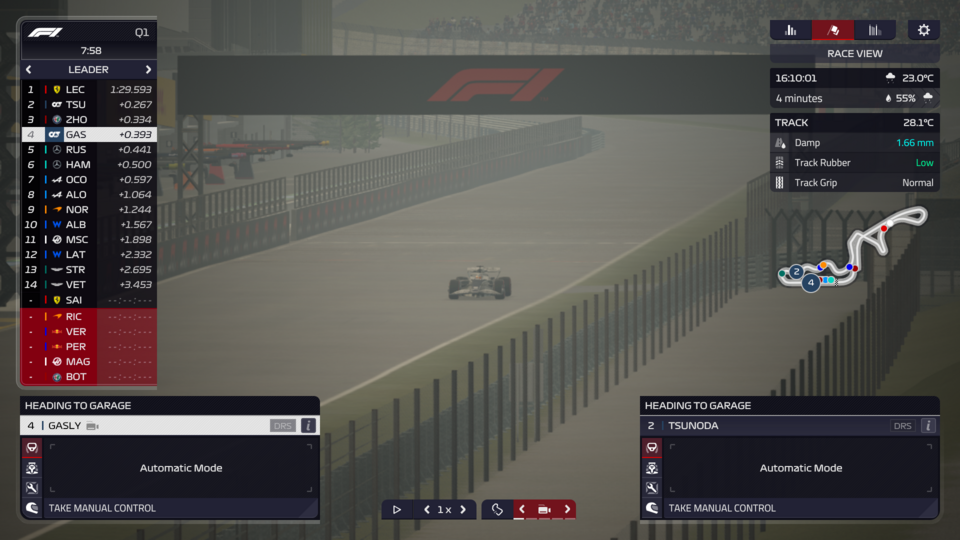 F1 Q1
7:58
LEADER
1 LEC 1:29.593
2 TSU +0.267
3 ZHO +0.334
4 GAS +0.393
5 RUS +0.441
6 HAM +0.500
7 OCO +0.597
8 ALO +1.064
9 NOR +1.244
10 ALB +1.567
11 MSC +1.898
12 LAT +2.332
13 STR +2.695
14 VET +3.453
- SAI --:--:---
- RIC --:--:---
- VER --:--:---
- PER --:--:---
- MAG --:--:---
- BOT --:--:---
F1
RACE VIEW
16:10:01 23.0°C
4 minutes 55%
TRACK 28.1°C
Damp 1.66 mm
Track Rubber Low
Track Grip Normal
2
4
HEADING TO GARAGE
4 GASLY DRS i
Automatic Mode
TAKE MANUAL CONTROL
1x
HEADING TO GARAGE
2 TSUNODA DRS i
Automatic Mode
TAKE MANUAL CONTROL